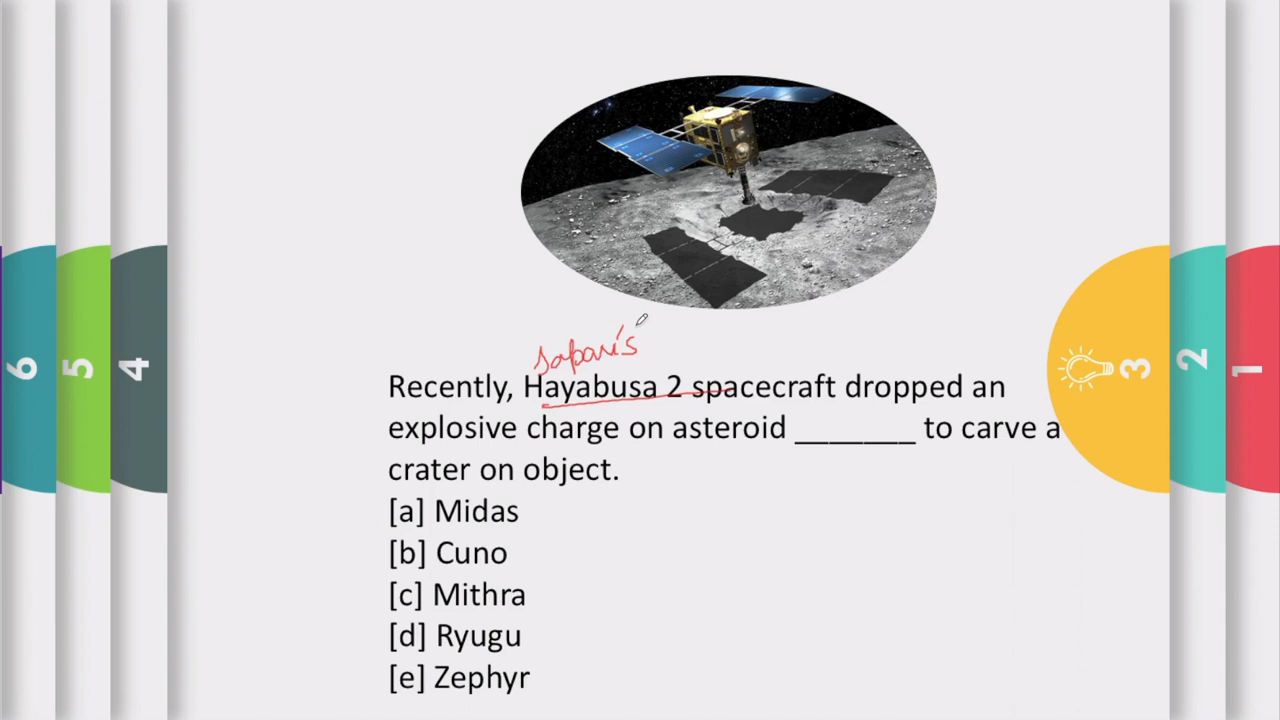 Japan's
Recently, Hayabusa 2 spacecraft dropped an
explosive charge on asteroid _______ to carve a
crater on object.
[a] Midas
[b] Cuno
[c] Mithra
[d] Ryugu
[e] Zephyr
6
5
4
3
2
1